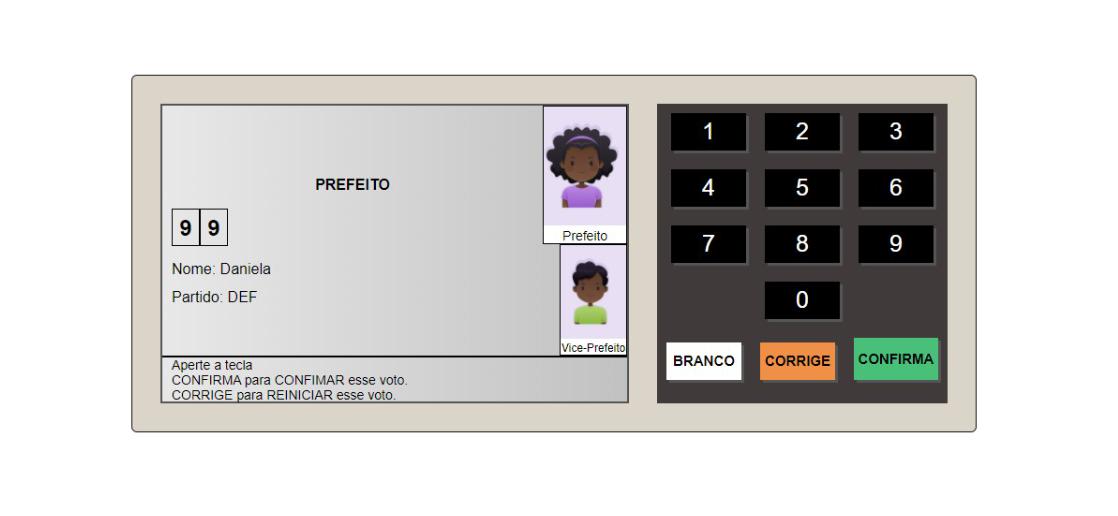 PREFEITO
9 9
Nome: Daniela
Partido: DEF
Prefeito
Vice-Prefeito
Aperte a tecla
CONFIRMA para CONFIMAR esse voto.
CORRIGE para REINICIAR esse voto.
1 2 3
4 5 6
7 8 9
0
BRANCO CORRIGE CONFIRMA